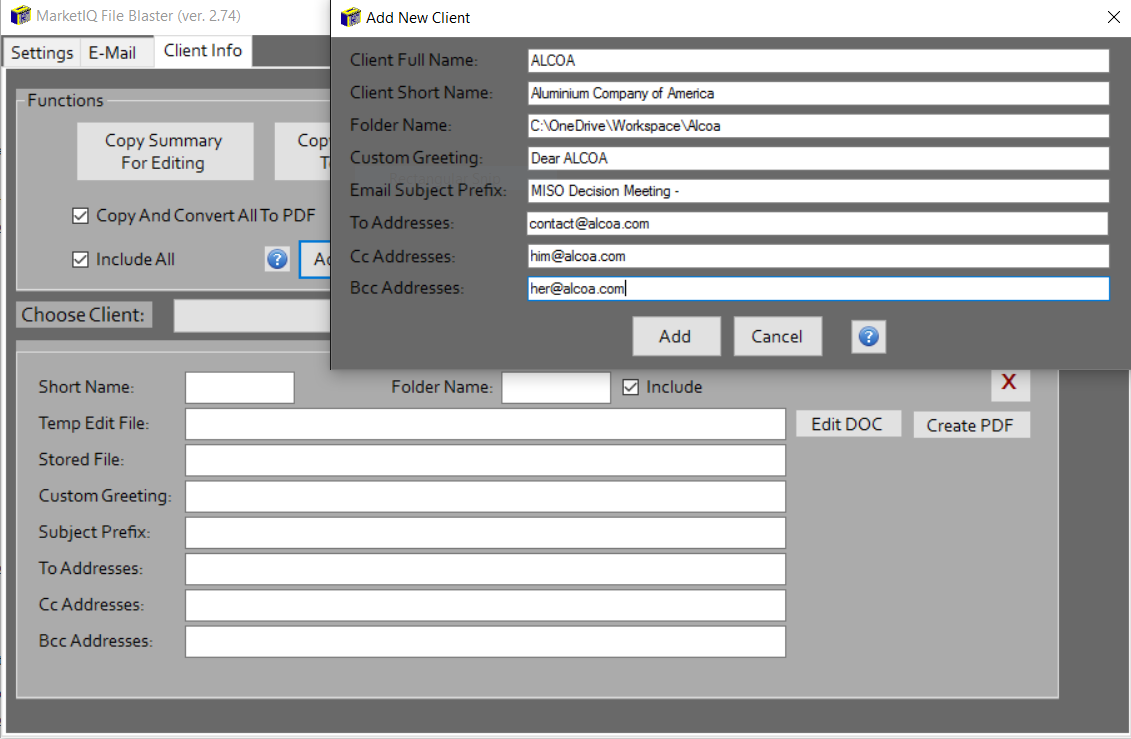 MarketIQ File Blaster (ver. 2.74)
Add New Client
Settings E-Mail Client Info
Functions
Copy Summary
For Editing
Copy And Convert All To PDF
Include All
Choose Client:
Client Full Name: ALCOA
Client Short Name: Aluminium Company of America
Folder Name: C:\OneDrive\Workspace\Alcoa
Custom Greeting: Dear ALCOA
Email Subject Prefix: MISO Decision Meeting -
To Addresses: contact@alcoa.com
Cc Addresses: him@alcoa.com
Bcc Addresses: her@alcoa.com
Add Cancel ?
Short Name: Folder Name: Include X
Temp Edit File: Edit DOC Create PDF
Stored File:
Custom Greeting:
Subject Prefix:
To Addresses:
Cc Addresses:
Bcc Addresses: